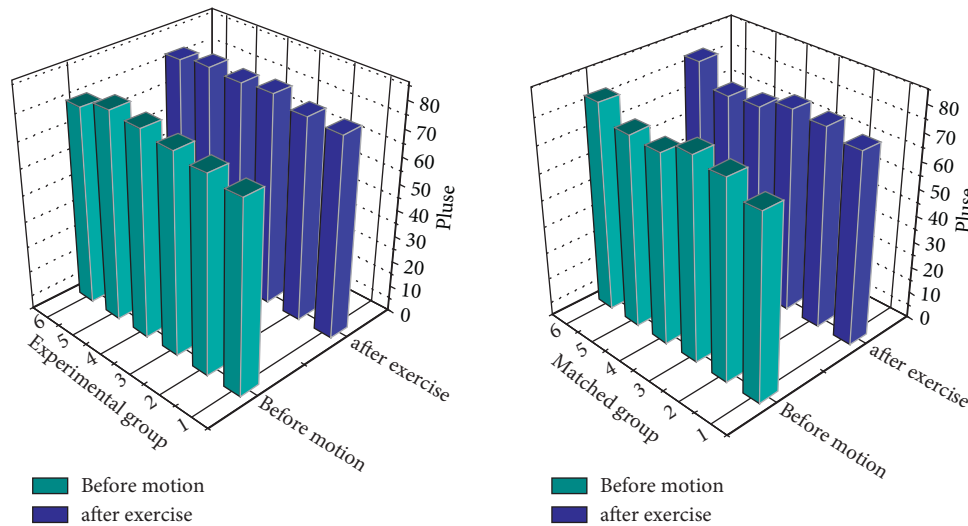 80
70
60
50
40
30
20
10
0
Pluse
6
5
4
3
2
1
Experimental group
after exercise
Before motion
Before motion
after exercise
80
70
60
50
40
30
20
10
0
Pluse
6
5
4
3
2
1
Matched group
after exercise
Before motion
Before motion
after exercise